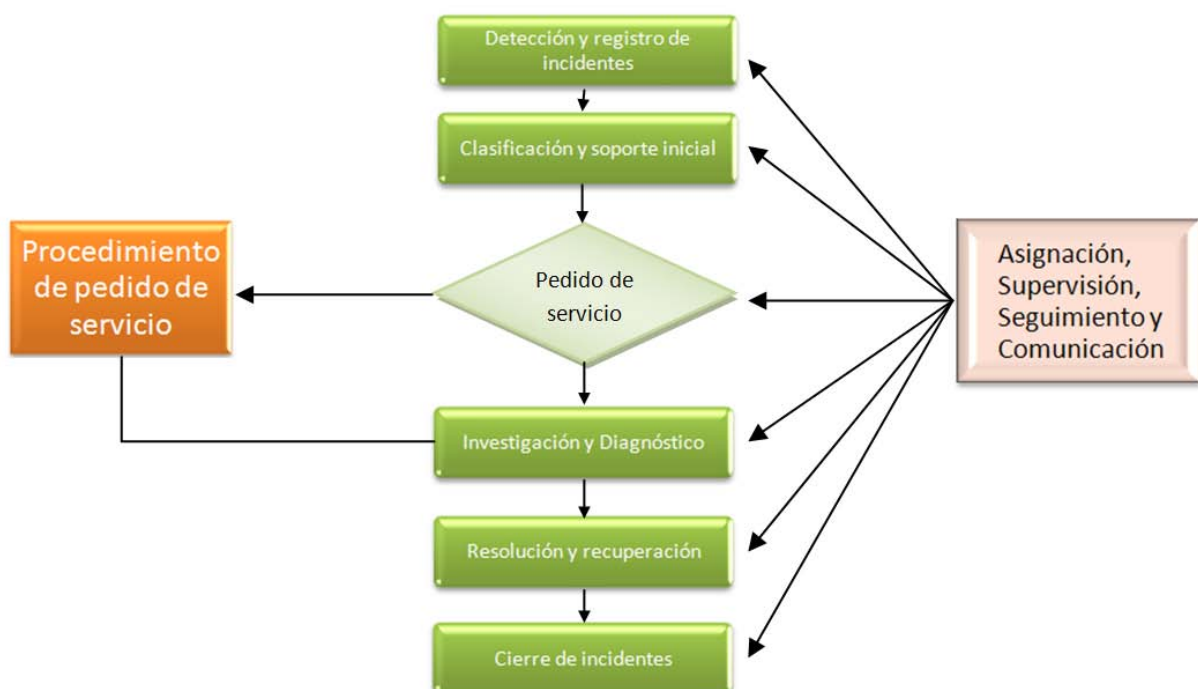 Detección y registro de
incidentes
Clasificación y soporte inicial
Procedimiento
de pedido de
servicio
Pedido de
servicio
Asignación,
Supervisión,
Seguimiento y
Comunicación
Investigación y Diagnóstico
Resolución y recuperación
Cierre de incidentes